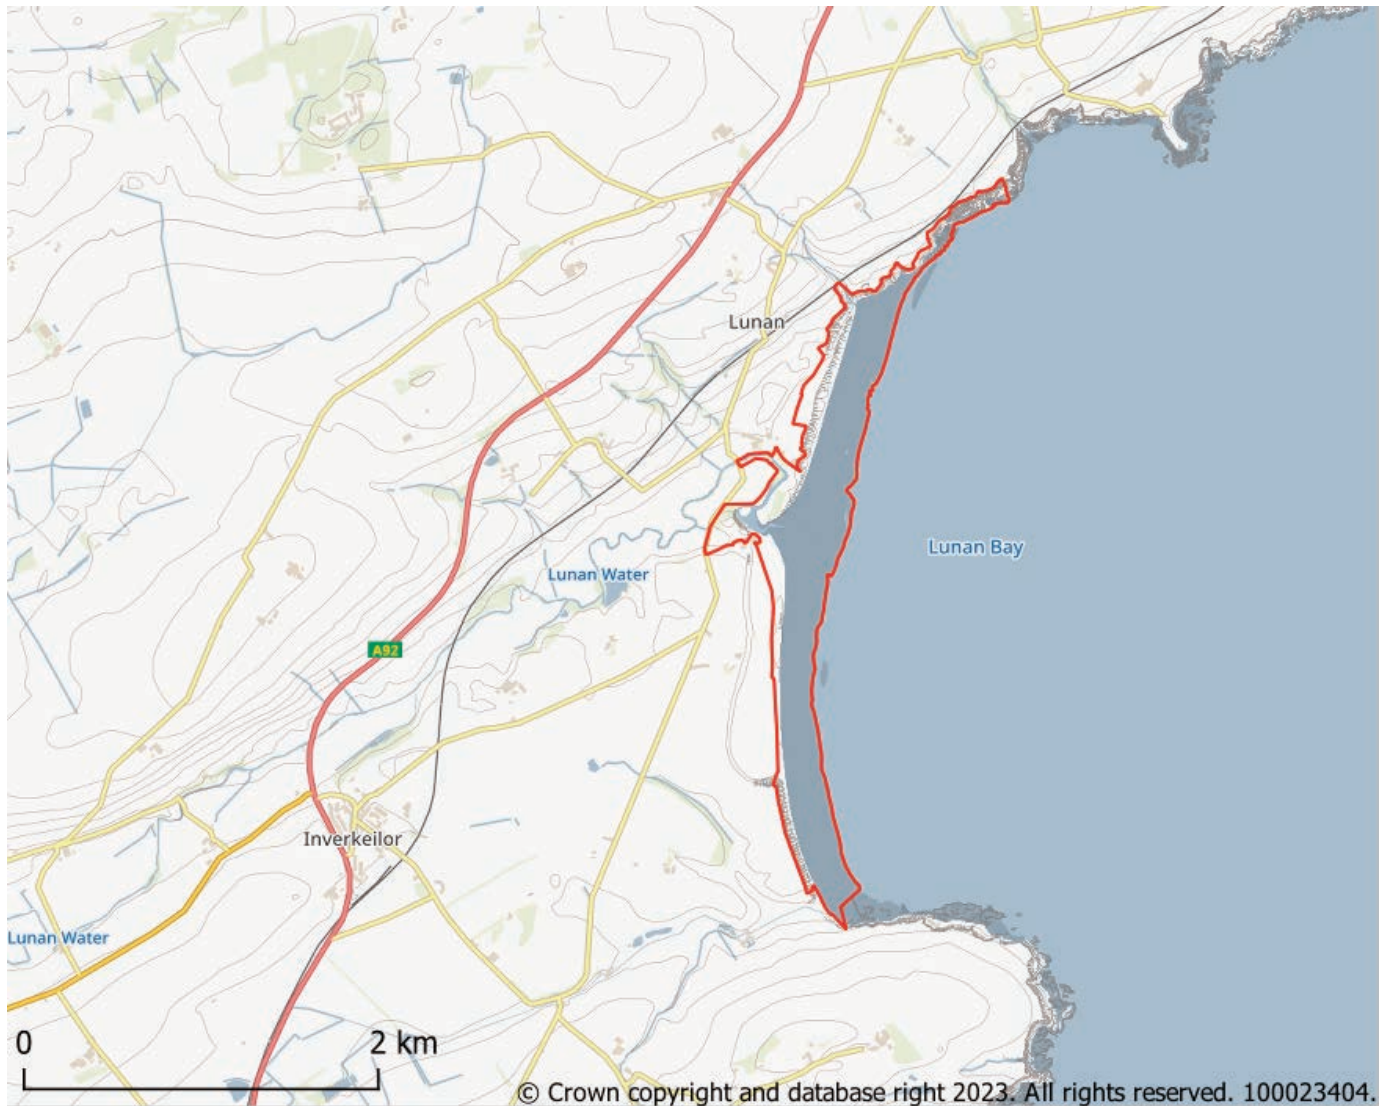 Lunan
Lunan Bay
Lunan Water
A92
Inverkeilor
Lunan Water
0 2 km
© Crown copyright and database right 2023. All rights reserved. 100023404.